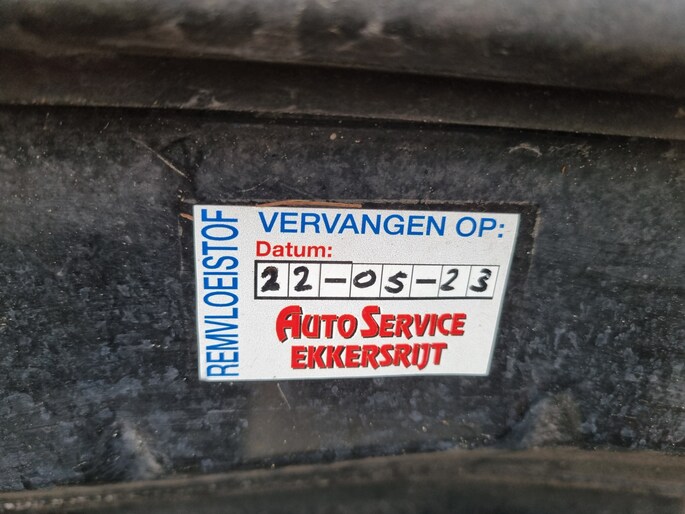 REMVLOEISTOF
VERVANGEN OP:
Datum:
22-05-23
AUTO SERVICE
EKKERSRIJT